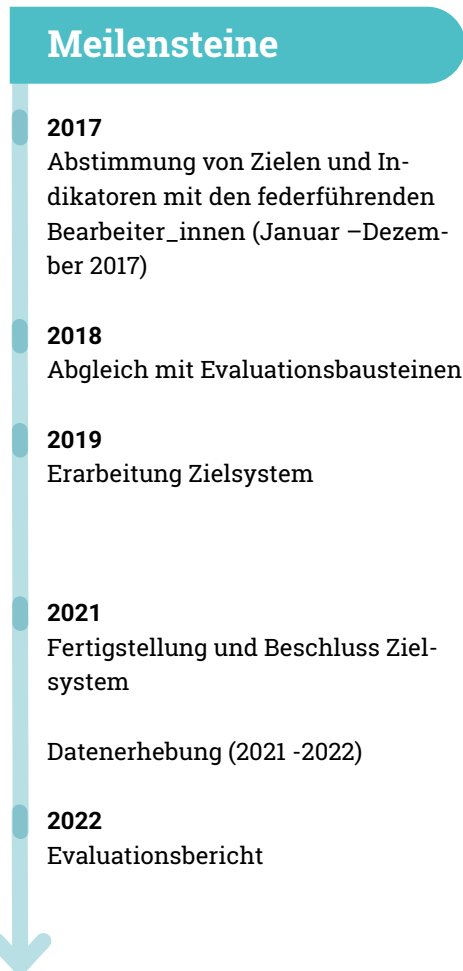 Meilensteine
2017
Abstimmung von Zielen und In-
dikatoren mit den federführenden
Bearbeiter_innen (Januar –Dezem-
ber 2017)
2018
Abgleich mit Evaluationsbausteinen
2019
Erarbeitung Zielsystem
2021
Fertigstellung und Beschluss Ziel-
system
Datenerhebung (2021 -2022)
2022
Evaluationsbericht